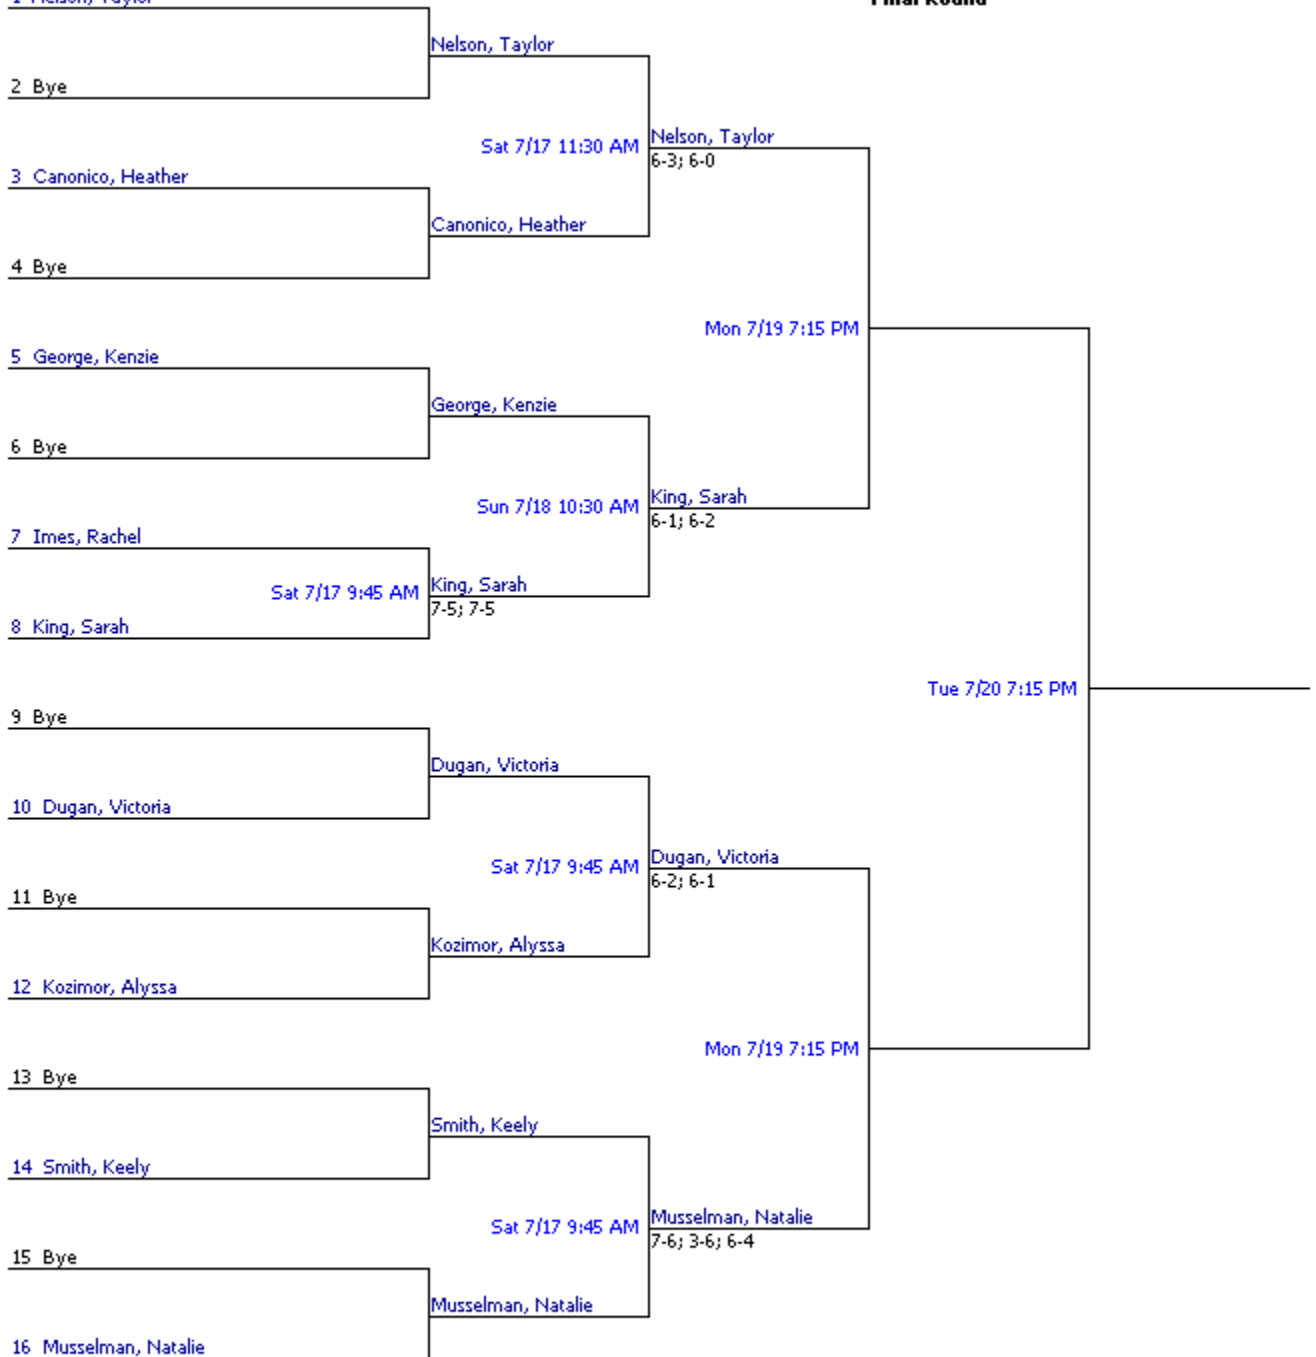 1 Nelson, Taylor
Final Round
Nelson, Taylor
2 Bye
Sat 7/17 11:30 AM
Nelson, Taylor
6-3; 6-0
3 Canonico, Heather
Canonico, Heather
4 Bye
Mon 7/19 7:15 PM
5 George, Kenzie
George, Kenzie
6 Bye
Sun 7/18 10:30 AM
King, Sarah
6-1; 6-2
7 Imes, Rachel
Sat 7/17 9:45 AM
King, Sarah
7-5; 7-5
8 King, Sarah
Tue 7/20 7:15 PM
9 Bye
Dugan, Victoria
10 Dugan, Victoria
Sat 7/17 9:45 AM
Dugan, Victoria
6-2; 6-1
11 Bye
Kozimor, Alyssa
12 Kozimor, Alyssa
Mon 7/19 7:15 PM
13 Bye
Smith, Keely
14 Smith, Keely
Sat 7/17 9:45 AM
Musselman, Natalie
7-6; 3-6; 6-4
15 Bye
Musselman, Natalie
16 Musselman, Natalie